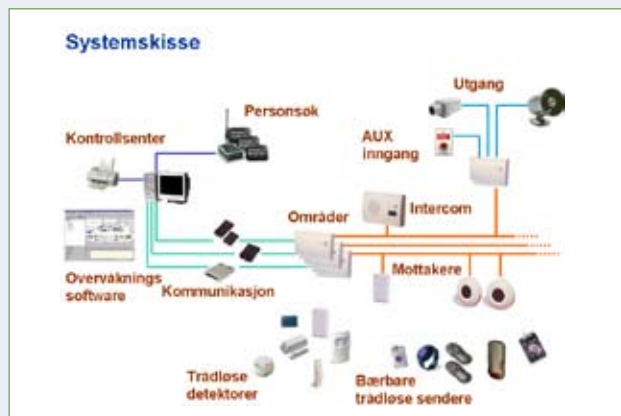 Systemskisse
Utgang
Personsøk
Kontrollsenter
AUX
inngang
Områder
Intercom
Overvåknings
software
Kommunikasjon
Mottakere
Trådløse
detektorer
Bærbare
trådløse sendere